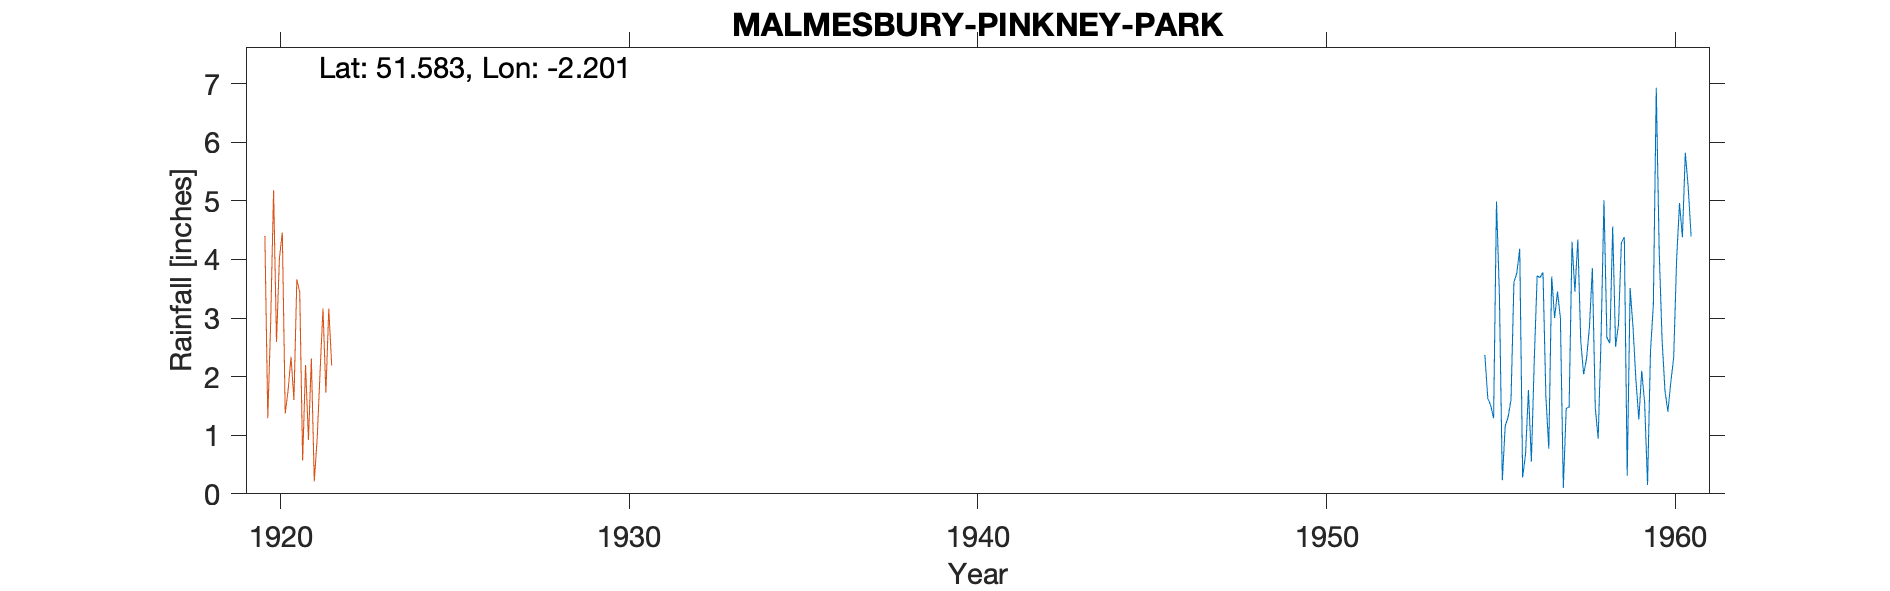 MALMESBURY-PINKNEY-PARK
Lat: 51.583, Lon: -2.201
7
6
5
4
3
2
1
0
Rainfall [inches]
1920 1930 1940 1950 1960
Year